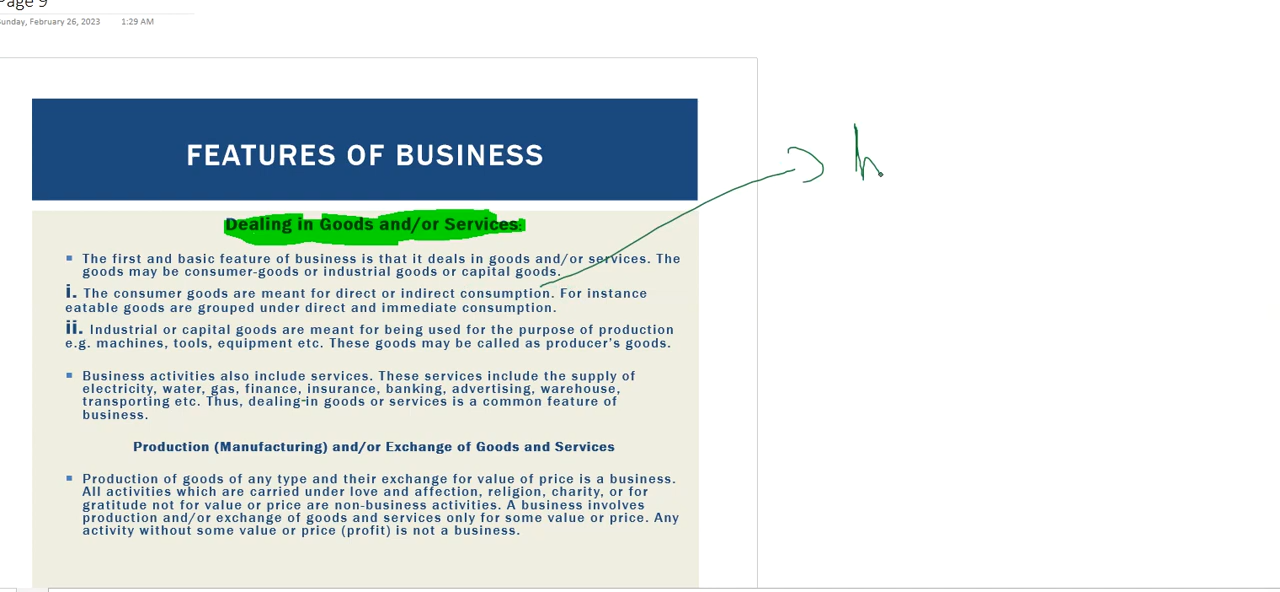 Page 9
Sunday, February 26, 2023 1:29 AM
FEATURES OF BUSINESS
Dealing in Goods and/or Services:
▪ The first and basic feature of business is that it deals in goods and/or services. The
goods may be consumer-goods or industrial goods or capital goods.
i. The consumer goods are meant for direct or indirect consumption. For instance
eatable goods are grouped under direct and immediate consumption.
ii. Industrial or capital goods are meant for being used for the purpose of production
e.g. machines, tools, equipment etc. These goods may be called as producer's goods.
▪ Business activities also include services. These services include the supply of
electricity, water, gas, finance, insurance, banking, advertising, warehouse,
transporting etc. Thus, dealing-in goods or services is a common feature of
business.
Production (Manufacturing) and/or Exchange of Goods and Services
▪ Production of goods of any type and their exchange for value of price is a business.
All activities which are carried under love and affection, religion, charity, or for
gratitude not for value or price are non-business activities. A business involves
production and/or exchange of goods and services only for some value or price. Any
activity without some value or price (profit) is not a business.